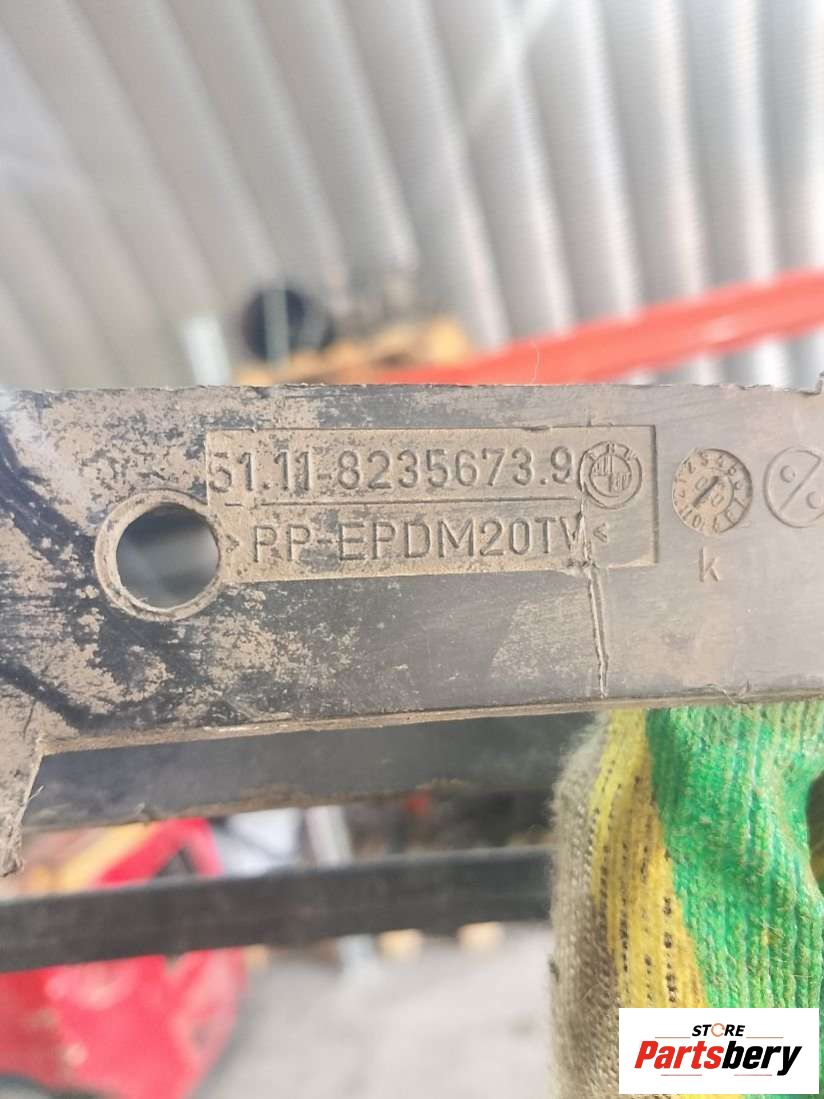 51.11-8235673.9
>PP-EPDM20TV<
k
STORE
Partsbery